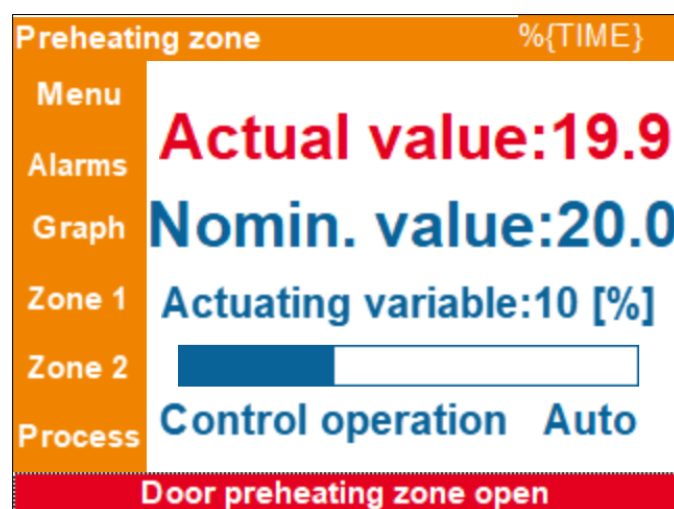 Preheating zone %{TIME}
Menu
Actual value:19.9
Alarms
Graph
Nomin. value:20.0
Zone 1
Actuating variable:10 [%]
Zone 2
Process
Control operation Auto
Door preheating zone open